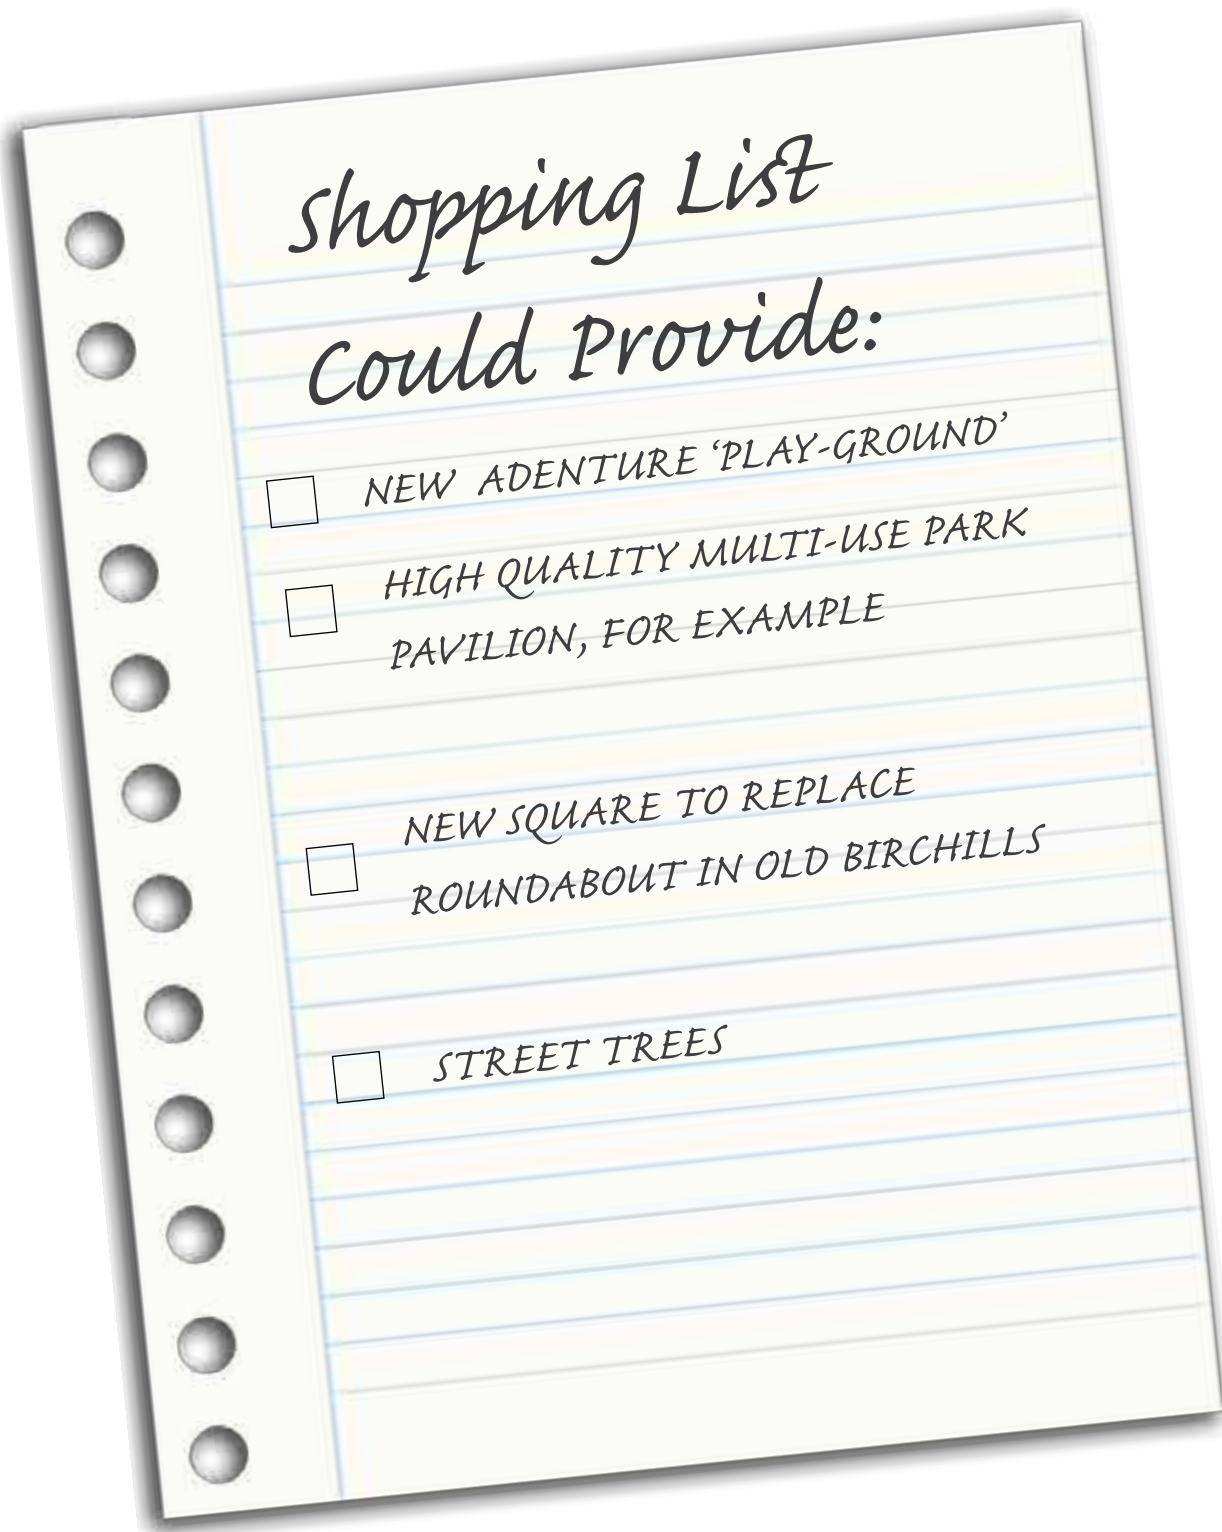 Shopping List
Could Provide:
NEW ADENTURE ‘PLAY-GROUND’
HIGH QUALITY MULTI-USE PARK
PAVILION, FOR EXAMPLE
NEW SQUARE TO REPLACE
ROUNDABOUT IN OLD BIRCHILLS
STREET TREES